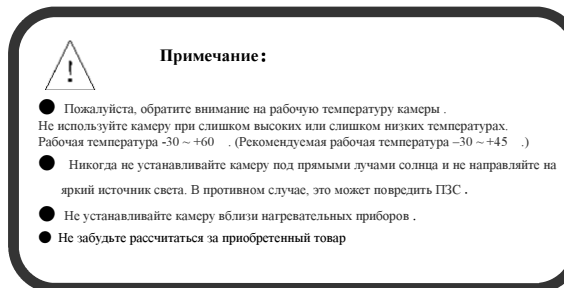 Примечание:
● Пожалуйста, обратите внимание на рабочую температуру камеры .
Не используйте камеру при слишком высоких или слишком низких температурах.
Рабочая температура -30 ~ +60 . (Рекомендуемая рабочая температура –30 ~ +45 .)
● Никогда не устанавливайте камеру под прямыми лучами солнца и не направляйте на
яркий источник света. В противном случае, это может повредить ПЗС .
● Не устанавливайте камеру вблизи нагревательных приборов .
● Не забудьте рассчитаться за приобретенный товар